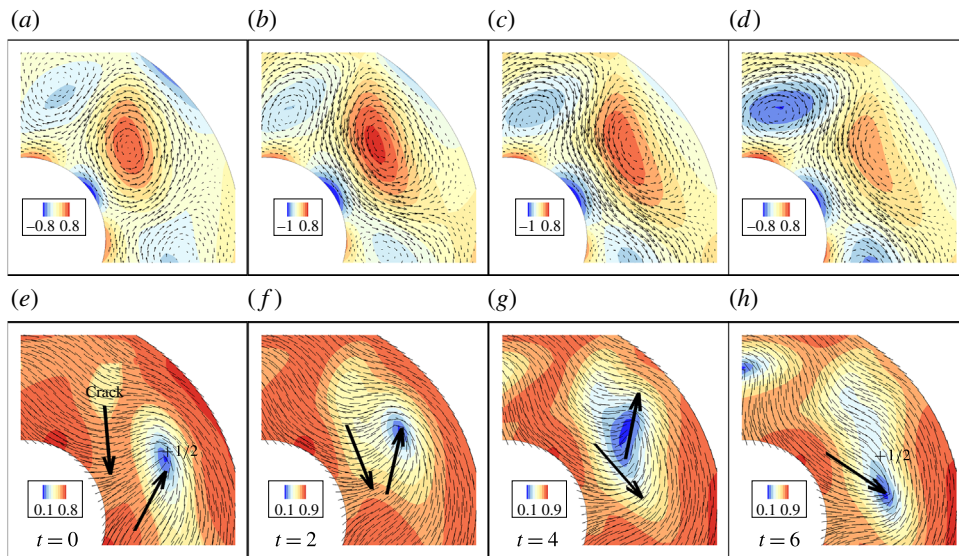 (a) (b) (c) (d)
−0.8 0.8
−1 0.8
−1 0.8
−0.8 0.8
(e) (f) (g) (h)
Crack
+1/2
0.1 0.8
t = 0
0.1 0.9
t = 2
0.1 0.9
t = 4
+1/2
0.1 0.9
t = 6